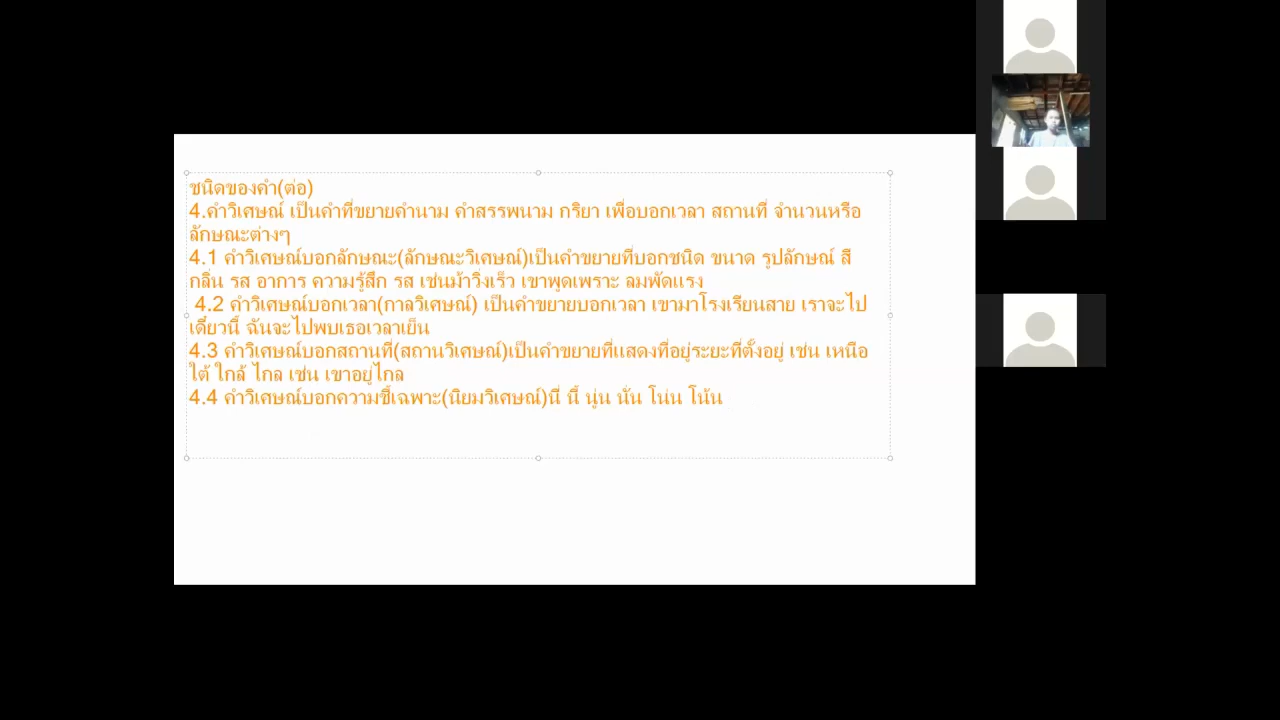 ชนิดของคำ(ต่อ)
4.คำวิเศษณ์ เป็นคำที่ขยายคำนาม คำสรรพนาม กริยา เพื่อบอกเวลา สถานที่ จำนวนหรือ
ลักษณะต่างๆ
4.1 คำวิเศษณ์บอกลักษณะ(ลักษณะวิเศษณ์)เป็นคำขยายที่บอกชนิด ขนาด รูปลักษณ์ สี
กลิ่น รส อาการ ความรู้สึก รส เช่นม้าวิ่งเร็ว เขาพูดเพราะ ลมพัดแรง
4.2 คำวิเศษณ์บอกเวลา(กาลวิเศษณ์) เป็นคำขยายบอกเวลา เขามาโรงเรียนสาย เราจะไป
เดี๋ยวนี้ ฉันจะไปพบเธอเวลาเย็น
4.3 คำวิเศษณ์บอกสถานที่(สถานวิเศษณ์)เป็นคำขยายที่แสดงที่อยู่ระยะที่ตั้งอยู่ เช่น เหนือ
ใต้ ใกล้ ไกล เช่น เขาอยู่ไกล
4.4 คำวิเศษณ์บอกความชี้เฉพาะ(นิยมวิเศษณ์)นี่ นี้ นู่น นั่น โน่น โน้น